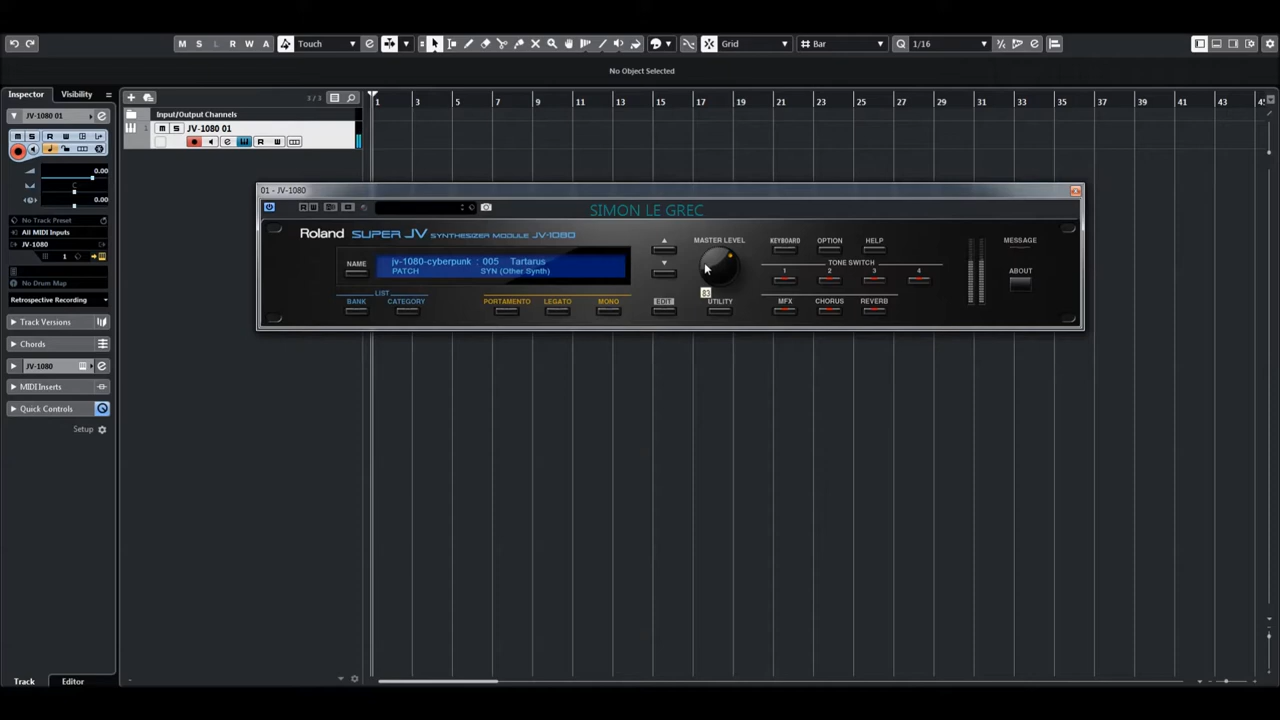 M S L R W A Touch Grid Bar Q 1/16
No Object Selected
Inspector Visibility
3 / 3
1 3 5 7 9 11 13 15 17 19 21 23 25 27 29 31 33 35 37 39 41 43 45
JV-1080 01
Input/Output Channels
1 M S JV-1080 01
M S R W
R W
0.00
C
0.00
No Track Preset
All MIDI Inputs
JV-1080
1
No Drum Map
Retrospective Recording
Track Versions
Chords
JV-1080
MIDI Inserts
Quick Controls
Setup
01 - JV-1080
R W
SIMON LE GREC
Roland SUPER JV SYNTHESIZER MODULE JV-1080
MASTER LEVEL KEYBOARD OPTION HELP MESSAGE
NAME
jv-1080-cyberpunk : 005 Tartarus
PATCH SYN (Other Synth)
TONE SWITCH
1 2 3 4
ABOUT
LIST
83
BANK CATEGORY PORTAMENTO LEGATO MONO EDIT UTILITY MFX CHORUS REVERB
Track Editor